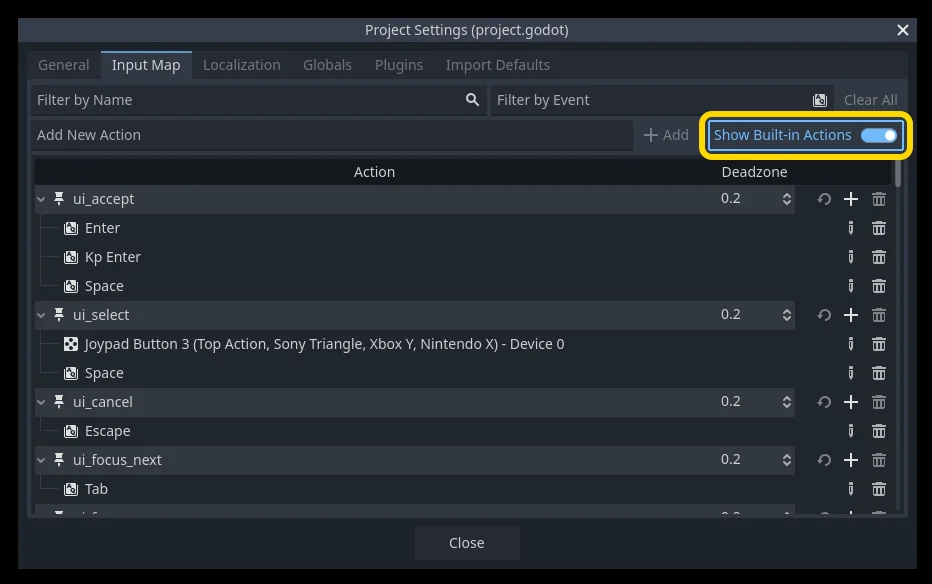 Project Settings (project.godot)
General Input Map Localization Globals Plugins Import Defaults
Filter by Name Filter by Event Clear All
Add New Action Add Show Built-in Actions
Action Deadzone
ui_accept 0.2
Enter
Kp Enter
Space
ui_select 0.2
Joypad Button 3 (Top Action, Sony Triangle, Xbox Y, Nintendo X) - Device 0
Space
ui_cancel 0.2
Escape
ui_focus_next 0.2
Tab
Close